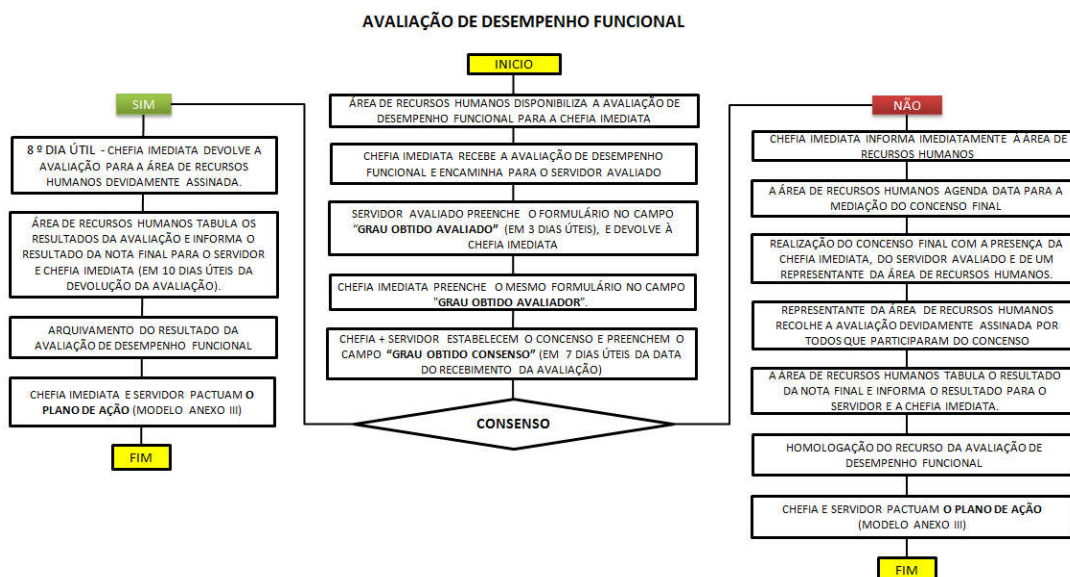 AVALIAÇÃO DE DESEMPENHO FUNCIONAL
INICIO
ÁREA DE RECURSOS HUMANOS DISPONIBILIZA A AVALIAÇÃO DE
DESEMPENHO FUNCIONAL PARA A CHEFIA IMEDIATA
CHEFIA IMEDIATA RECEBE A AVALIAÇÃO DE DESEMPENHO
FUNCIONAL E ENCAMINHA PARA O SERVIDOR AVALIADO
SERVIDOR AVALIADO PREENCHE O FORMULÁRIO NO CAMPO
"GRAU OBTIDO AVALIADO" (EM 3 DIAS ÚTEIS), E DEVOLVE À
CHEFIA IMEDIATA
CHEFIA IMEDIATA PREENCHE O MESMO FORMULÁRIO NO CAMPO
"GRAU OBTIDO AVALIADOR".
CHEFIA + SERVIDOR ESTABELECEM O CONCENSO E PREENCHEM O
CAMPO "GRAU OBTIDO CONSENSO" (EM 7 DIAS ÚTEIS DA DATA
DO RECEBIMENTO DA AVALIAÇÃO)
CONSENSO
SIM
8 º DIA ÚTIL - CHEFIA IMEDIATA DEVOLVE A
AVALIAÇÃO PARA A ÁREA DE RECURSOS
HUMANOS DEVIDAMENTE ASSINADA.
ÁREA DE RECURSOS HUMANOS TABULA OS
RESULTADOS DA AVALIAÇÃO E INFORMA O
RESULTADO DA NOTA FINAL PARA O SERVIDOR
E CHEFIA IMEDIATA (EM 10 DIAS ÚTEIS DA
DEVOLUÇÃO DA AVALIAÇÃO).
ARQUIVAMENTO DO RESULTADO DA
AVALIAÇÃO DE DESEMPENHO FUNCIONAL
CHEFIA IMEDIATA E SERVIDOR PACTUAM O
PLANO DE AÇÃO (MODELO ANEXO III)
FIM
NÃO
CHEFIA IMEDIATA INFORMA IMEDIATAMENTE À ÁREA DE
RECURSOS HUMANOS
A ÁREA DE RECURSOS HUMANOS AGENDA DATA PARA A
MEDIAÇÃO DO CONCENSO FINAL
REALIZAÇÃO DO CONCENSO FINAL COM A PRESENÇA DA
CHEFIA IMEDIATA, DO SERVIDOR AVALIADO E DE UM
REPRESENTANTE DA ÁREA DE RECURSOS HUMANOS.
REPRESENTANTE DA ÁREA DE RECURSOS HUMANOS
RECOLHE A AVALIAÇÃO DEVIDAMENTE ASSINADA POR
TODOS QUE PARTICIPARAM DO CONCENSO
A ÁREA DE RECURSOS HUMANOS TABULA O RESULTADO
DA NOTA FINAL E INFORMA O RESULTADO PARA O
SERVIDOR E A CHEFIA IMEDIATA.
HOMOLOGAÇÃO DO RECURSO DA AVALIAÇÃO DE
DESEMPENHO FUNCIONAL
CHEFIA E SERVIDOR PACTUAM O PLANO DE AÇÃO
(MODELO ANEXO III)
FIM